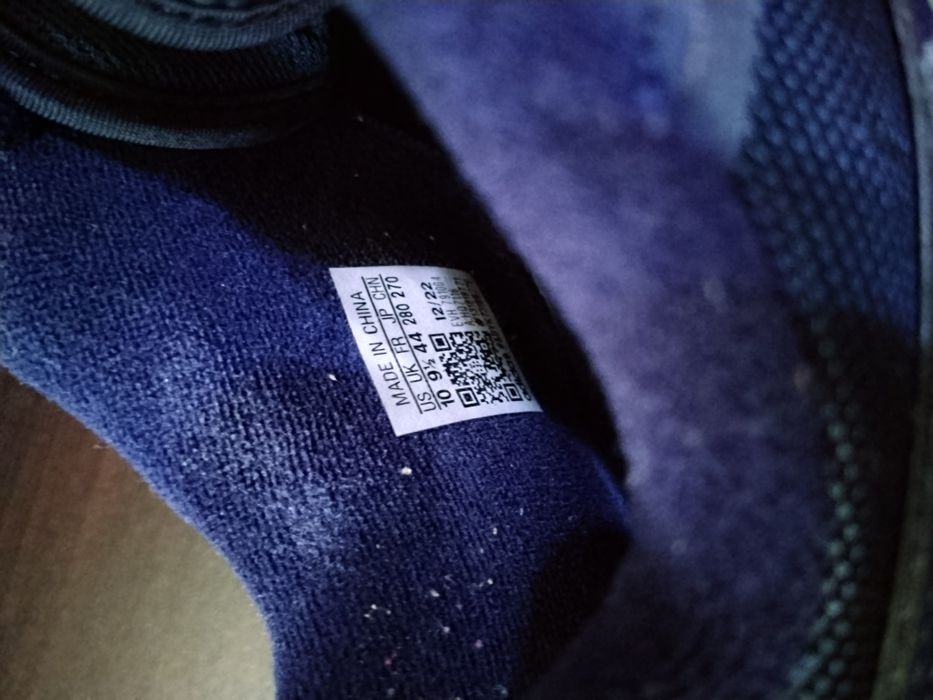 MADE IN CHINA
US UK FR JP CHN
10 9½ 44 280 270
12/22